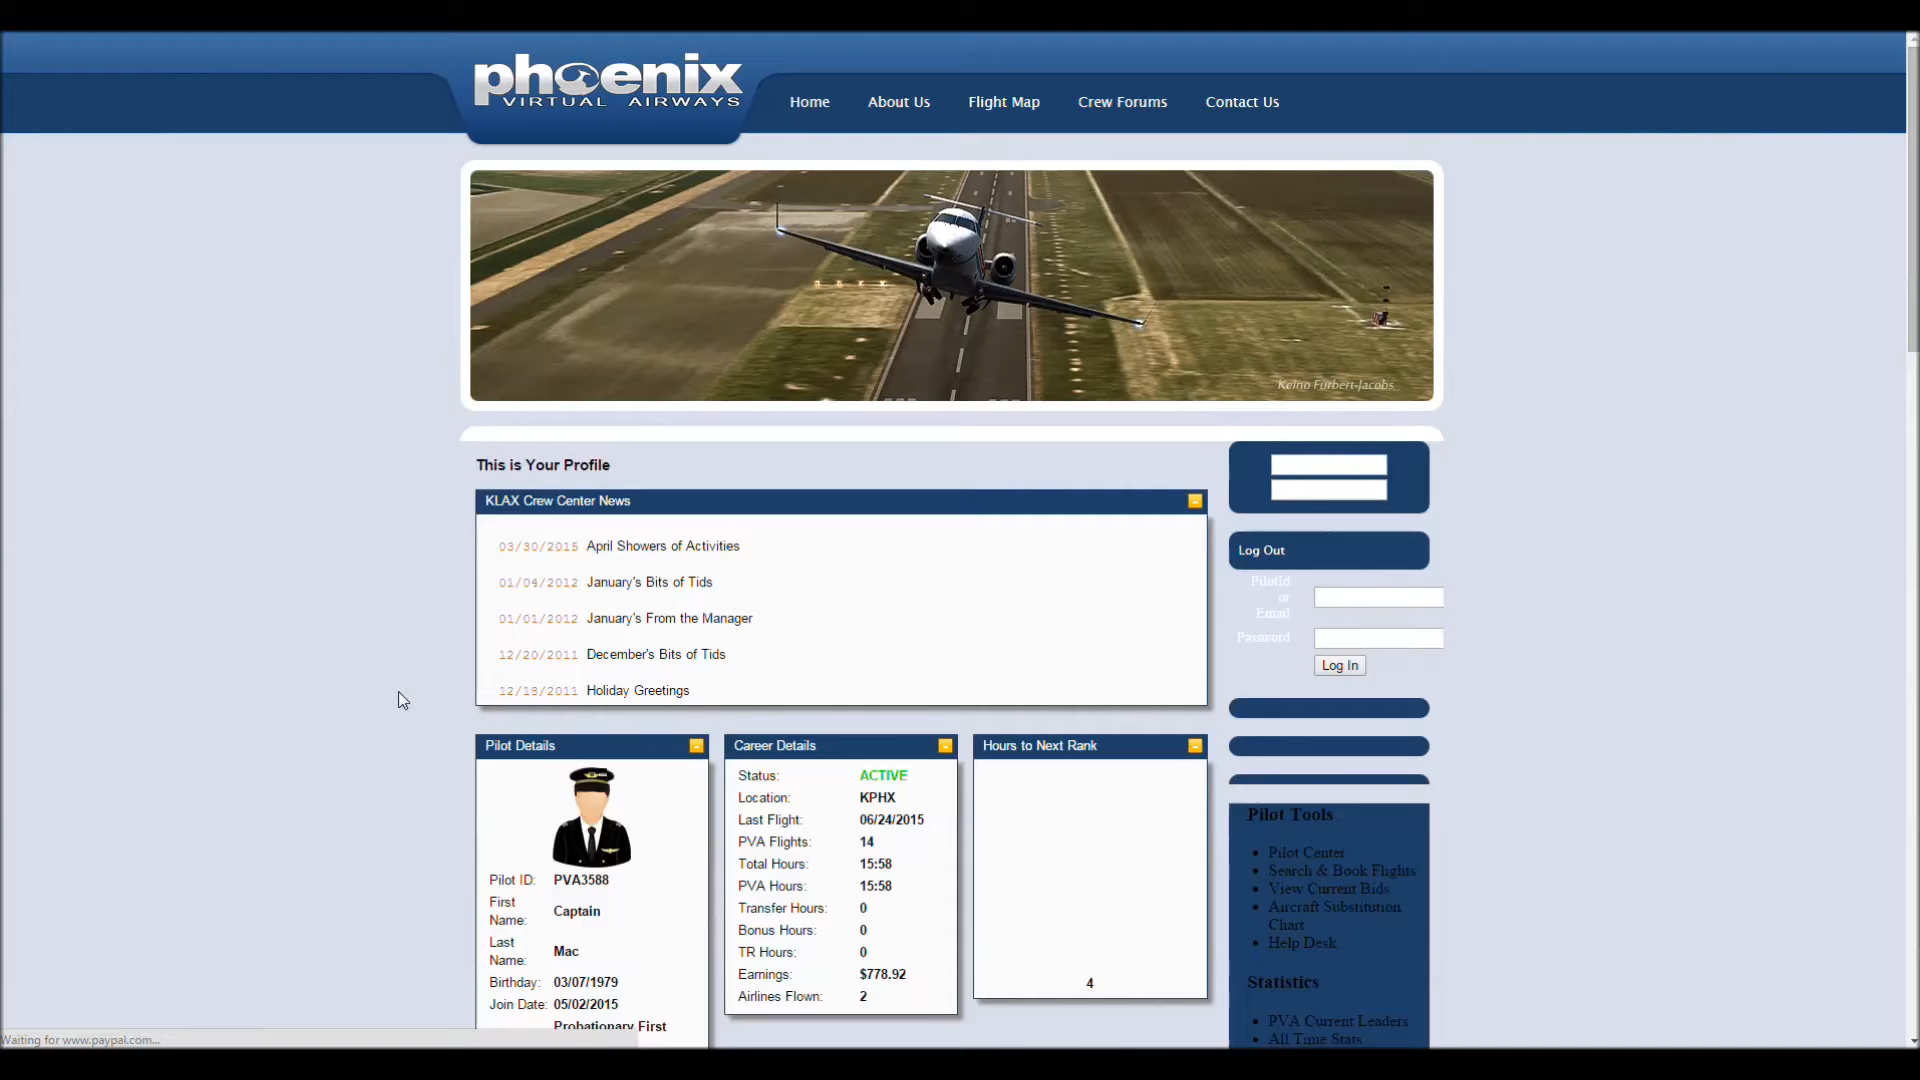 phoenix
VIRTUAL AIRWAYS
Home About Us Flight Map Crew Forums Contact Us
Keino Furbert-Jacobs
This is Your Profile
KLAX Crew Center News
03/30/2015 April Showers of Activities
01/04/2012 January's Bits of Tids
01/01/2012 January's From the Manager
12/20/2011 December's Bits of Tids
12/18/2011 Holiday Greetings
Log Out
PilotId
or
Email
Password
Log In
Pilot Details
Pilot ID: PVA3588
First
Name: Captain
Last
Name: Mac
Birthday: 03/07/1979
Join Date: 05/02/2015
Probationary First
Career Details
Status: ACTIVE
Location: KPHX
Last Flight: 06/24/2015
PVA Flights: 14
Total Hours: 15:58
PVA Hours: 15:58
Transfer Hours: 0
Bonus Hours: 0
TR Hours: 0
Earnings: $778.92
Airlines Flown: 2
Hours to Next Rank
4
Pilot Tools
Pilot Center
Search & Book Flights
View Current Bids
Aircraft Substitution
Chart
Help Desk
Statistics
PVA Current Leaders
All Time Stats
Waiting for www.paypal.com...